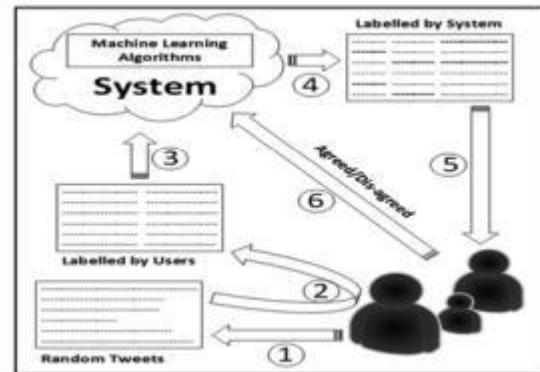 Labelled by System
Machine Learning
Algorithms
System
4
3
5
Agreed/Dis-agreed
6
Labelled by Users
2
1
Random Tweets